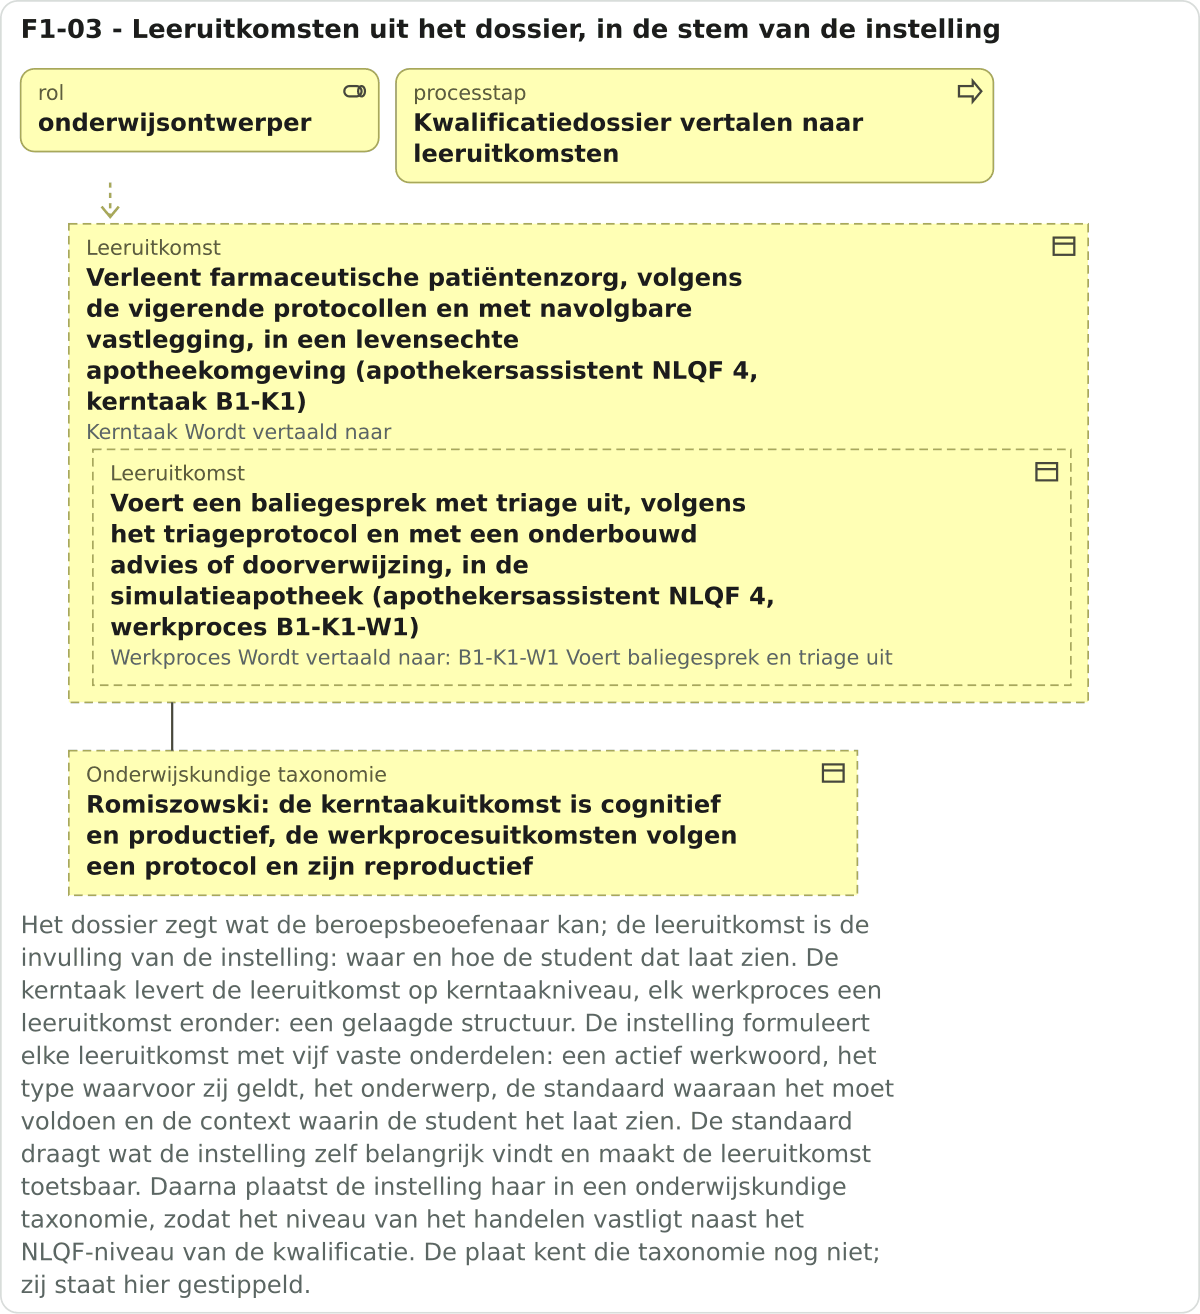 F1-03 - Leeruitkomsten uit het dossier, in de stem van de instelling
rol
onderwijsontwerper
processtap
Kwalificatiedossier vertalen naar
leeruitkomsten
Leeruitkomst
Verleent farmaceutische patiëntenzorg, volgens
de vigerende protocollen en met navolgbare
vastlegging, in een levensechte
apotheekomgeving (apothekersassistent NLQF 4,
kerntaak B1-K1)
Kerntaak Wordt vertaald naar
Leeruitkomst
Voert een baliegesprek met triage uit, volgens
het triageprotocol en met een onderbouwd
advies of doorverwijzing, in de
simulatieapotheek (apothekersassistent NLQF 4,
werkproces B1-K1-W1)
Werkproces Wordt vertaald naar: B1-K1-W1 Voert baliegesprek en triage uit
Onderwijskundige taxonomie
Romiszowski: de kerntaakuitkomst is cognitief
en productief, de werkprocesuitkomsten volgen
een protocol en zijn reproductief
Het dossier zegt wat de beroepsbeoefenaar kan; de leeruitkomst is de
invulling van de instelling: waar en hoe de student dat laat zien. De
kerntaak levert de leeruitkomst op kerntaakniveau, elk werkproces een
leeruitkomst eronder: een gelaagde structuur. De instelling formuleert
elke leeruitkomst met vijf vaste onderdelen: een actief werkwoord, het
type waarvoor zij geldt, het onderwerp, de standaard waaraan het moet
voldoen en de context waarin de student het laat zien. De standaard
draagt wat de instelling zelf belangrijk vindt en maakt de leeruitkomst
toetsbaar. Daarna plaatst de instelling haar in een onderwijskundige
taxonomie, zodat het niveau van het handelen vastligt naast het
NLQF-niveau van de kwalificatie. De plaat kent die taxonomie nog niet;
zij staat hier gestippeld.